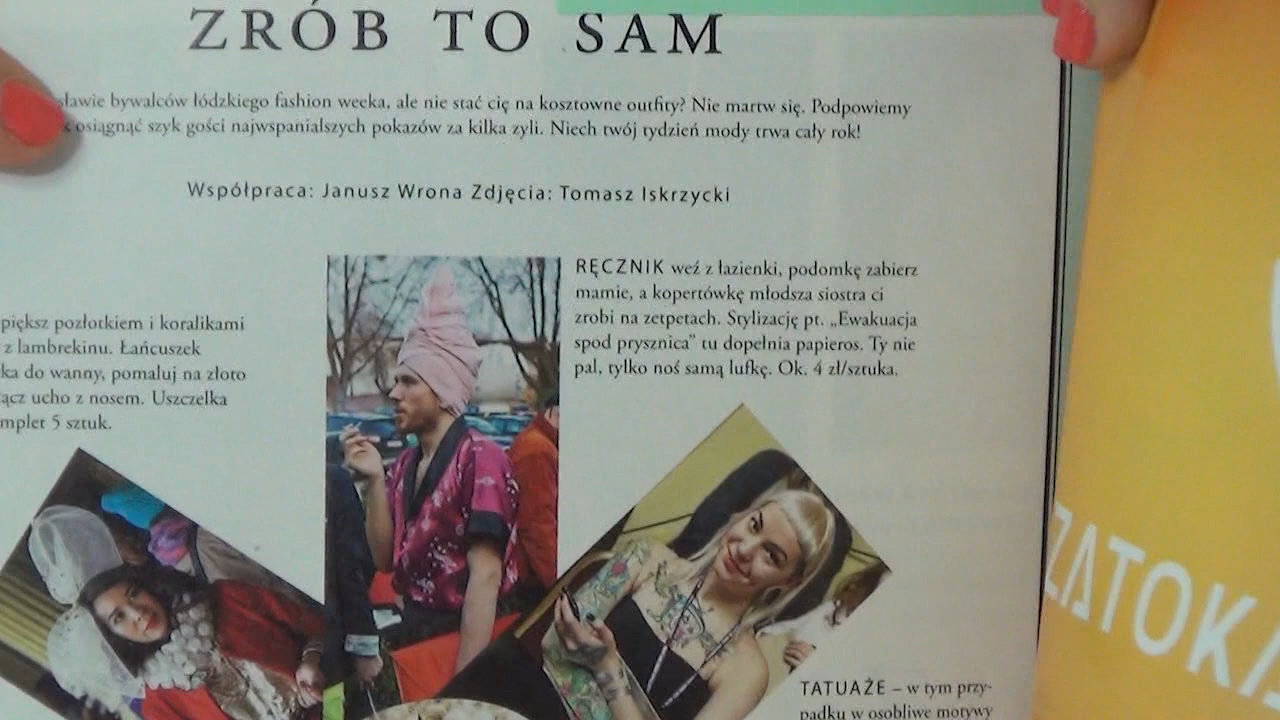 ZRÓB TO SAM
sławie bywalców łódzkiego fashion weeka, ale nie stać cię na kosztowne outfity? Nie martw się. Podpowiemy
osiągnąć szyk gości najwspanialszych pokazów za kilka zyli. Niech twój tydzień mody trwa cały rok!
Współpraca: Janusz Wrona Zdjęcia: Tomasz Iskrzycki
piększ pozłotkiem i koralikami
z lambrekinu. Łańcuszek
ka do wanny, pomaluj na złoto
ącz ucho z nosem. Uszczelka
mplet 5 sztuk.
RĘCZNIK weź z łazienki, podomkę zabierz
mamie, a kopertówkę młodsza siostra ci
zrobi na zetpetach. Stylizację pt. „Ewakuacja
spod prysznica” tu dopełnia papieros. Ty nie
pal, tylko noś samą lufkę. Ok. 4 zł/sztuka.
TATUAŻE – w tym przy-
padku w osobliwe motywy
ZATOKA